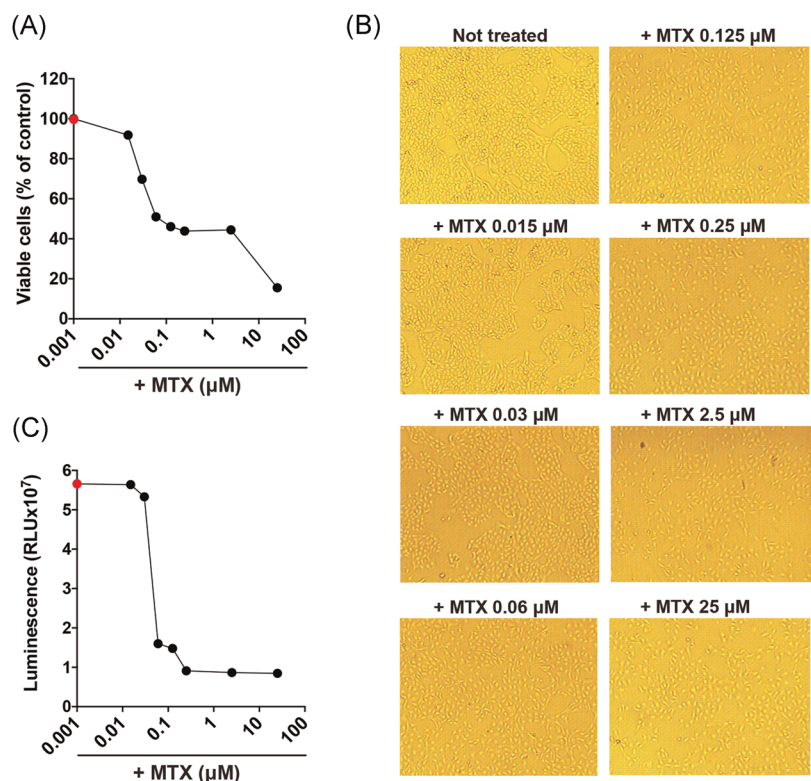 (A)
120
100
80
60
40
20
0
Viable cells (% of control)
0.001
0.01
0.1
1
10
100
+ MTX (µM)
(B)
Not treated
+ MTX 0.125 µM
+ MTX 0.015 µM
+ MTX 0.25 µM
+ MTX 0.03 µM
+ MTX 2.5 µM
+ MTX 0.06 µM
+ MTX 25 µM
(C)
6
5
4
3
2
1
0
Luminescence (RLUx10⁷)
0.001
0.01
0.1
1
10
100
+ MTX (µM)